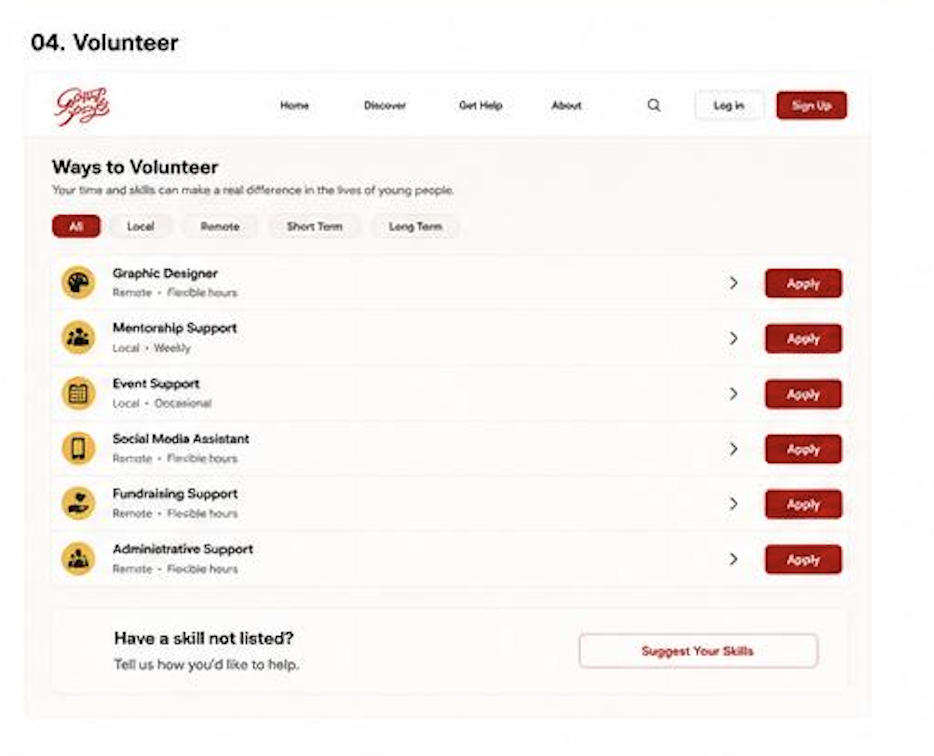 04. Volunteer
Home
Discover
Get Help
About
Log in
Sign Up
Ways to Volunteer
Your time and skills can make a real difference in the lives of young people.
All
Local
Remote
Short Term
Long Term
Graphic Designer
Remote • Flexible hours
Apply
Mentorship Support
Local • Weekly
Apply
Event Support
Local • Occasional
Apply
Social Media Assistant
Remote • Flexible hours
Apply
Fundraising Support
Remote • Flexible hours
Apply
Administrative Support
Remote • Flexible hours
Apply
Have a skill not listed?
Tell us how you'd like to help.
Suggest Your Skills